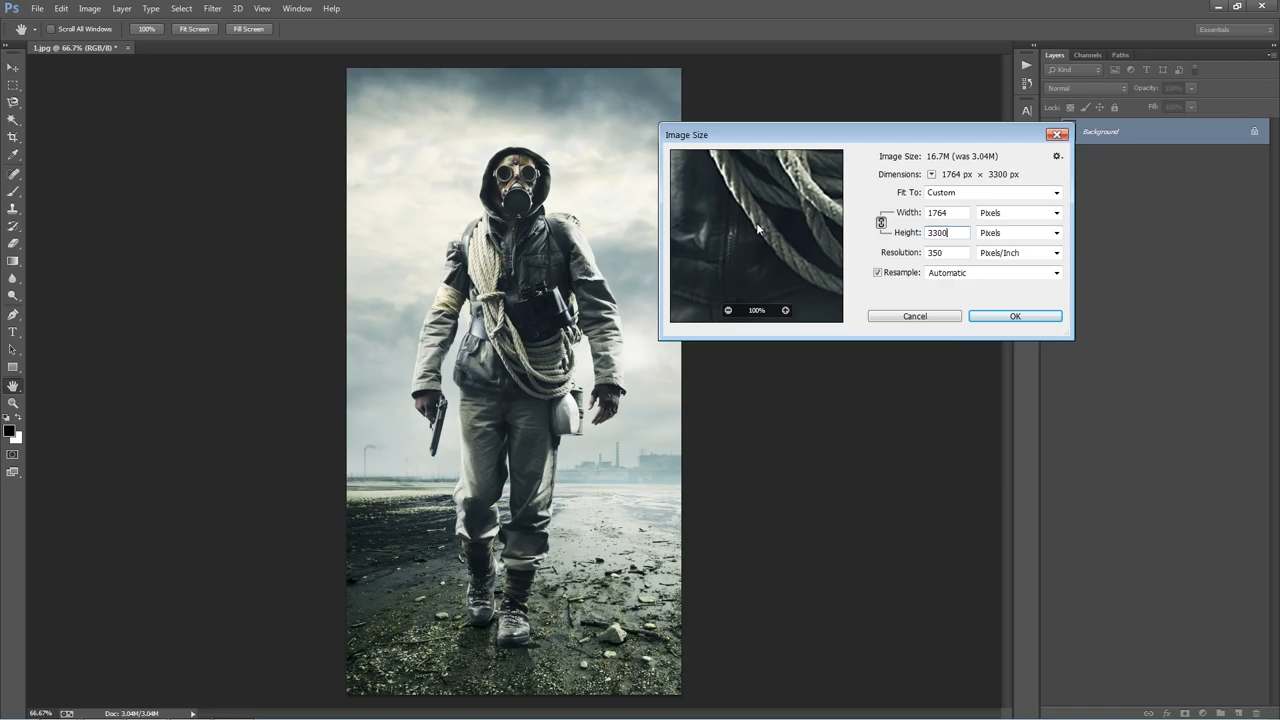 Ps File Edit Image Layer Type Select Filter 3D View Window Help
Scroll All Windows 100% Fit Screen Fill Screen Essentials
1.jpg @ 66.7% (RGB/8) * ×
Layers Channels Paths
Kind
Normal Opacity: 100%
Lock: Fill: 100%
Background
Image Size
Image Size: 16.7M (was 3.04M)
Dimensions: 1764 px × 3300 px
Fit To: Custom
Width: 1764 Pixels
Height: 3300 Pixels
Resolution: 350 Pixels/Inch
Resample: Automatic
100%
Cancel OK
66.67% Doc: 3.04M/3.04M